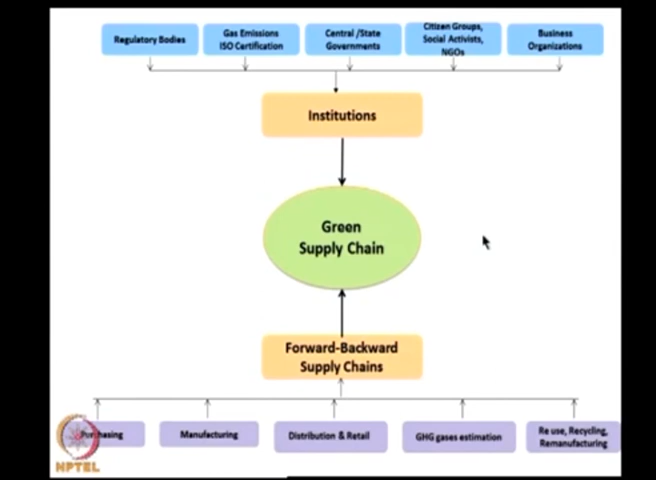 Regulatory Bodies
Gas Emissions
ISO Certification
Central /State
Governments
Citizen Groups,
Social Activists,
NGOs
Business
Organizations
Institutions
Green
Supply Chain
Forward-Backward
Supply Chains
Purchasing
Manufacturing
Distribution & Retail
GHG gases estimation
Re use, Recycling,
Remanufacturing
NPTEL